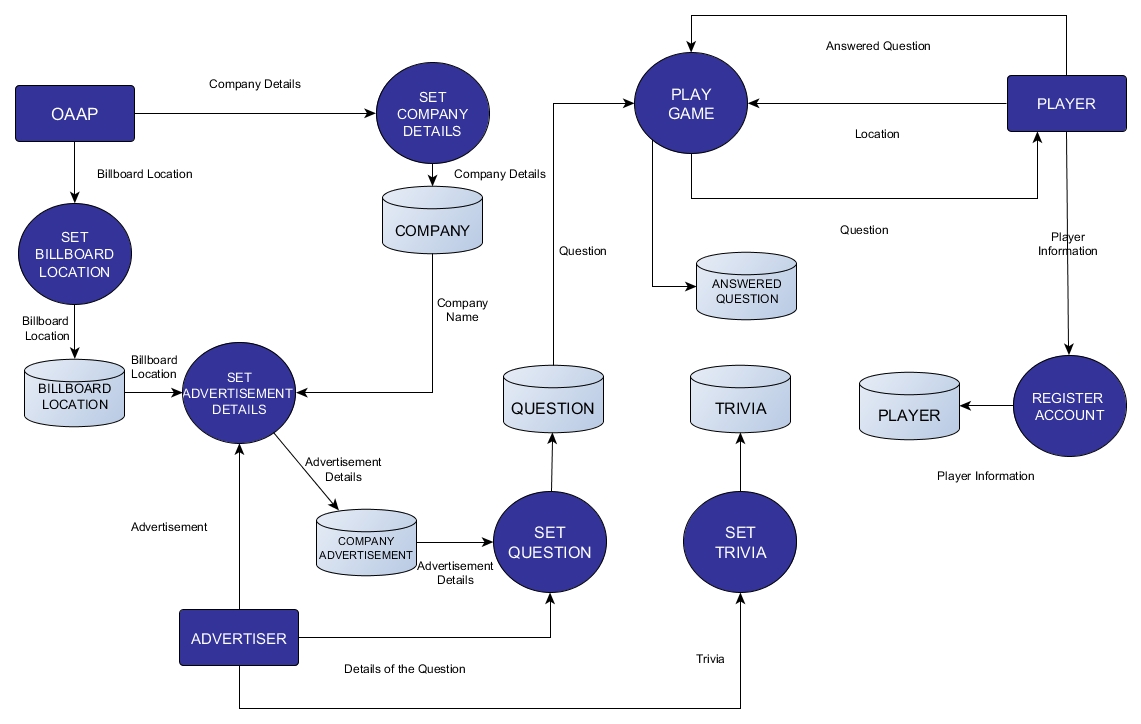 Answered Question
Company Details
OAAP
SET
COMPANY
DETAILS
PLAY
GAME
PLAYER
Location
Billboard Location
Company Details
COMPANY
Question
SET
BILLBOARD
LOCATION
Question
Player
Information
ANSWERED
QUESTION
Company
Name
Billboard
Location
Billboard
Location
BILLBOARD
LOCATION
SET
ADVERTISEMENT
DETAILS
QUESTION
TRIVIA
PLAYER
REGISTER
ACCOUNT
Advertisement
Details
Player Information
Advertisement
COMPANY
ADVERTISEMENT
Advertisement
Details
SET
QUESTION
SET
TRIVIA
ADVERTISER
Details of the Question
Trivia